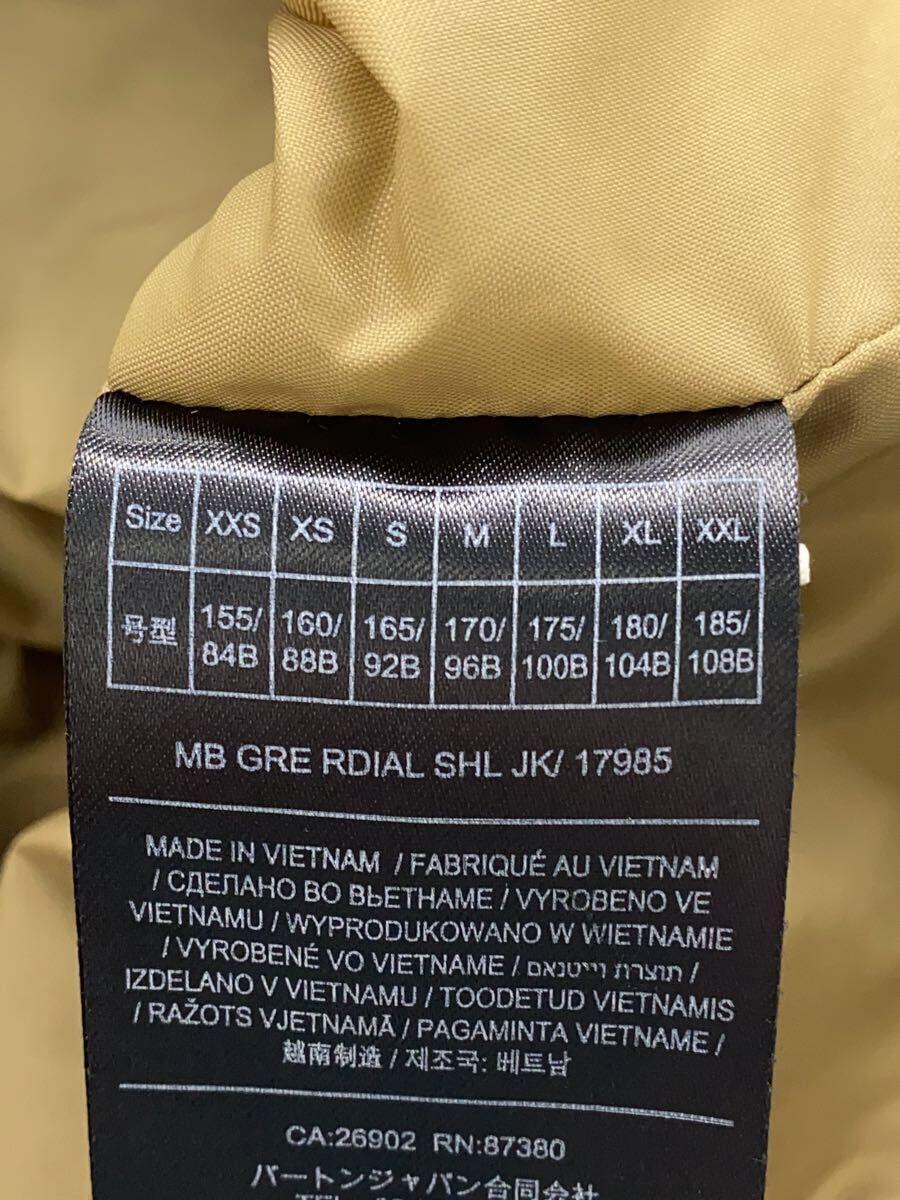 Size XXS XS S M L XL XXL
号型 155/84B 160/88B 165/92B 170/96B 175/100B 180/104B 185/108B
MB GRE RDIAL SHL JK/ 17985
MADE IN VIETNAM / FABRIQUÉ AU VIETNAM
/ СДЕЛАНО ВО ВЬЕТНАМЕ / VYROBENO VE
VIETNAMU / WYPRODUKOWANO W WIETNAMIE
/ VYROBENÉ VO VIETNAME / תוצרת וייטנאם /
IZDELANO V VIETNAMU / TOODETUD VIETNAMIS
/ RAŽOTS VJETNAMĀ / PAGAMINTA VIETNAME /
越南制造 / 제조국: 베트남
CA:26902 RN:87380
バートンジャパン合同会社